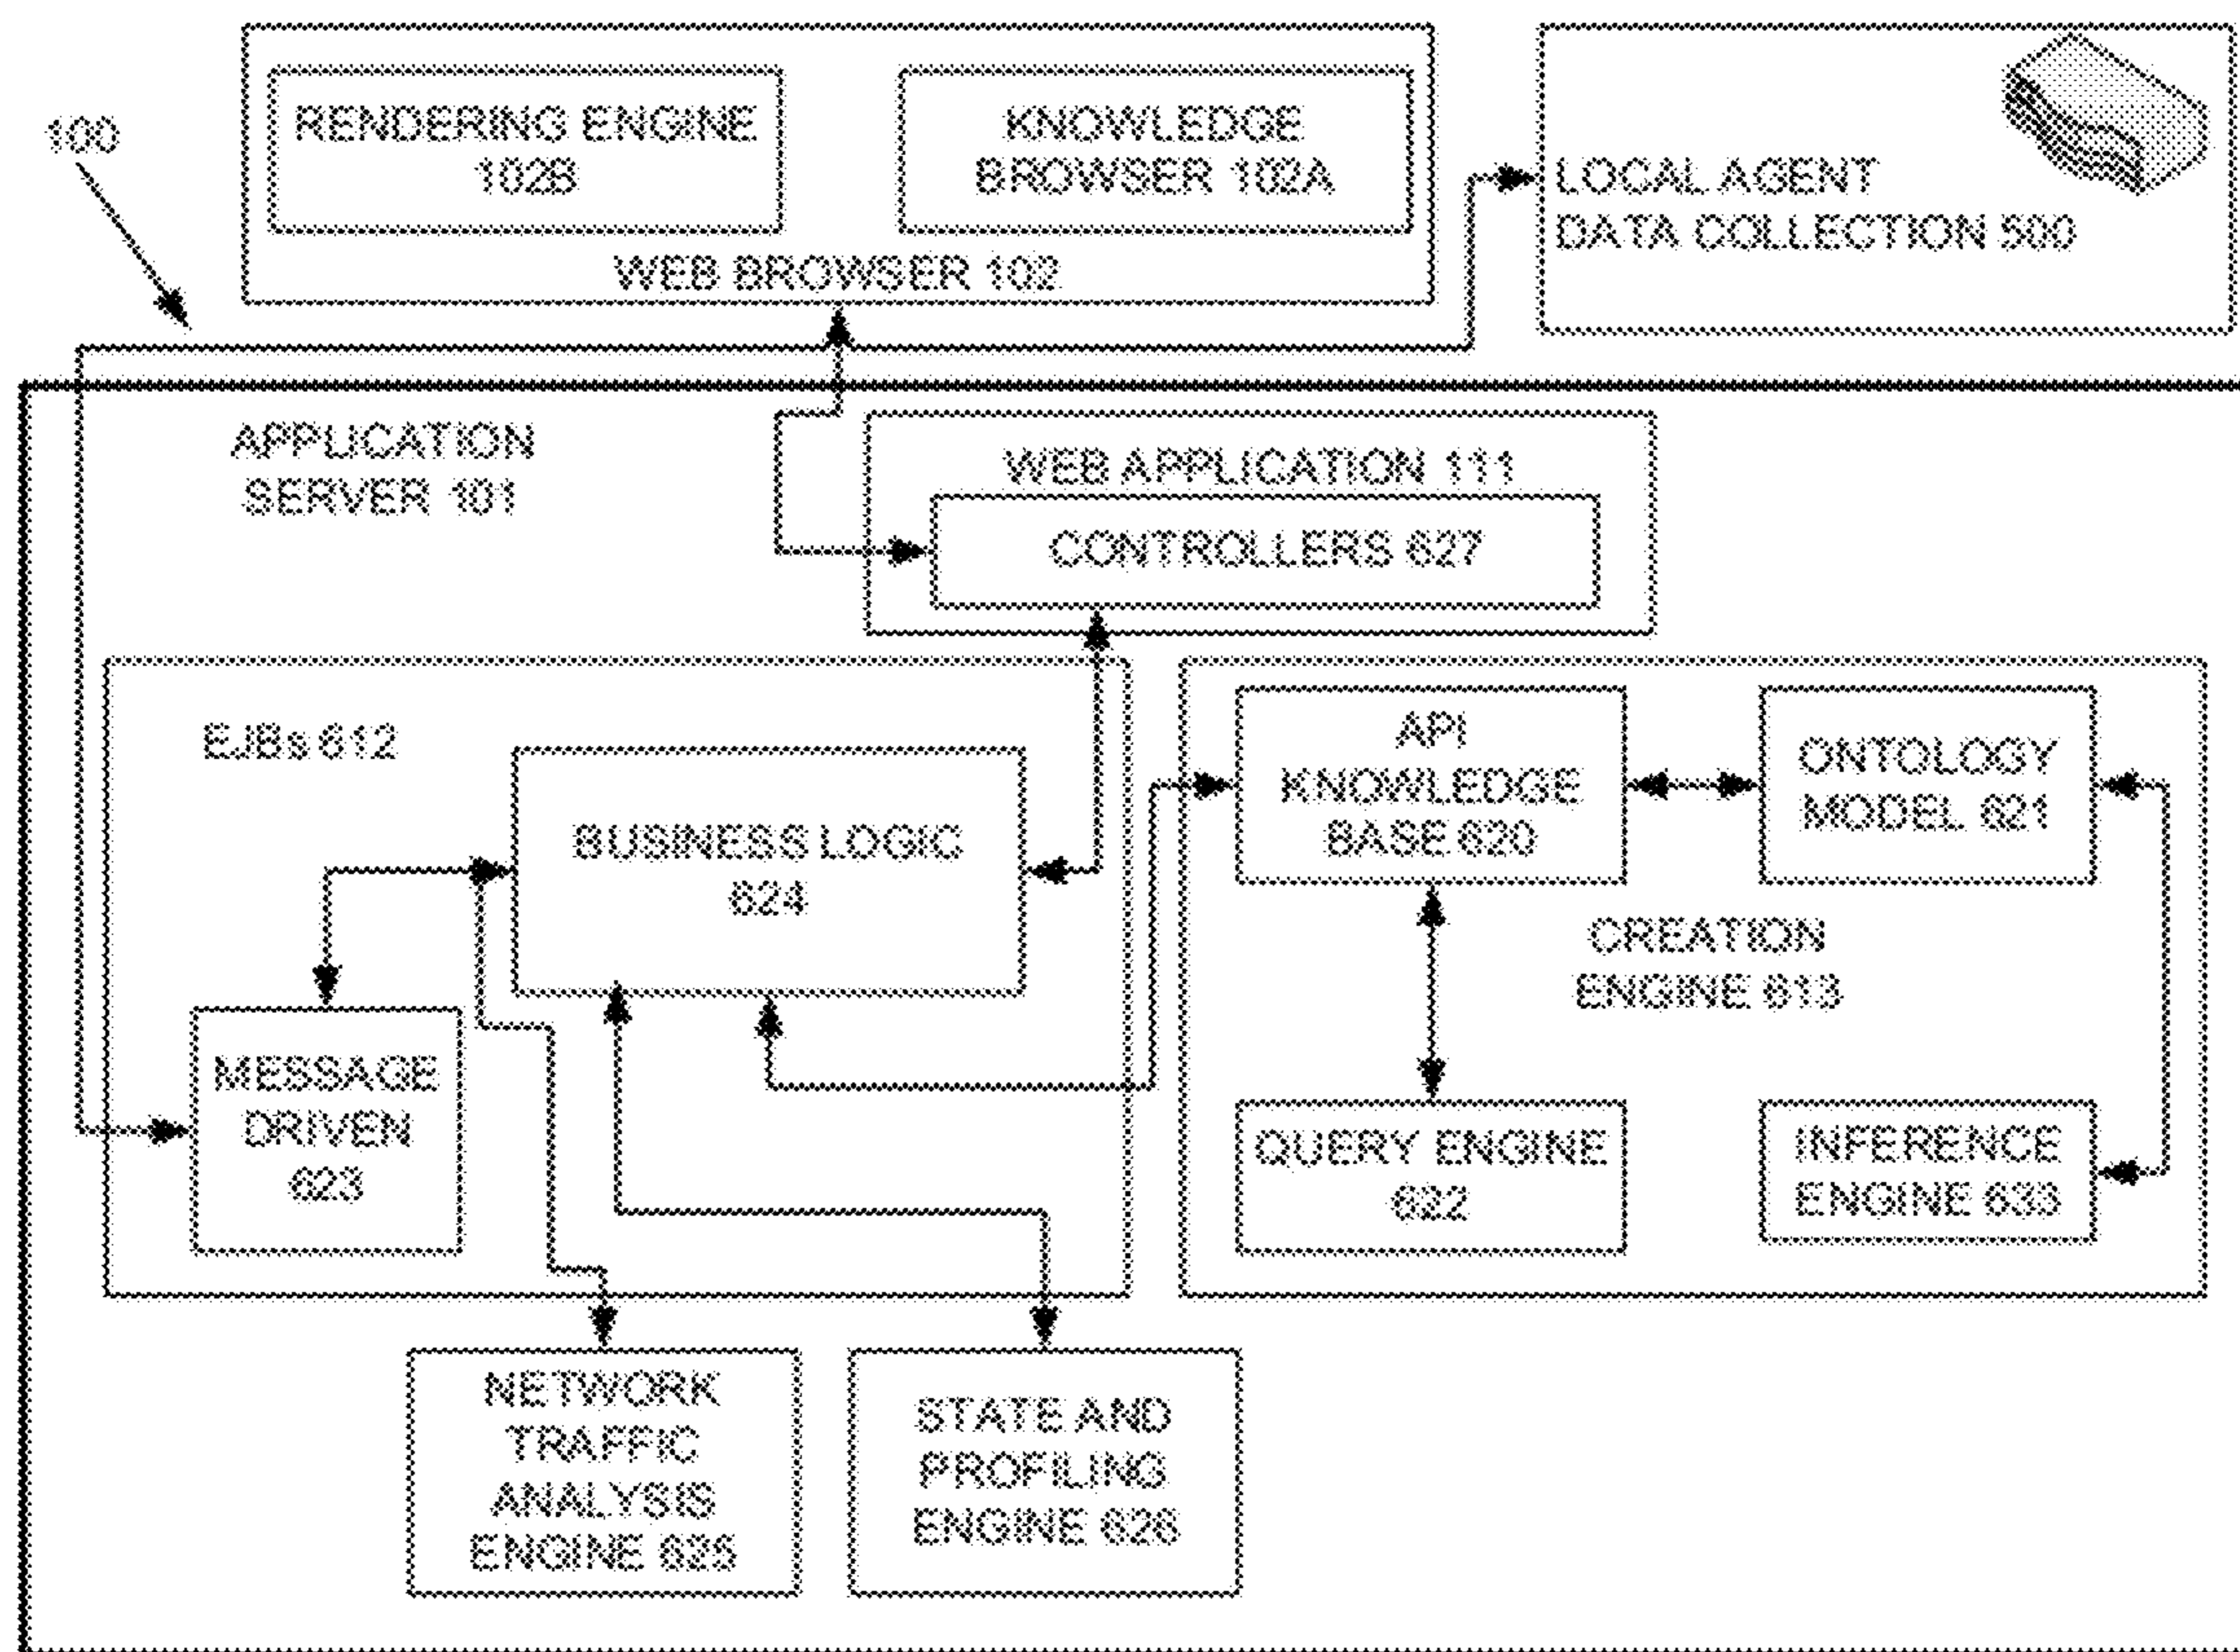 RENDERING ENGINE
102B
KNOWLEDGE
BROWSER 102A
WEB BROWSER 102
100
LOCAL AGENT
DATA COLLECTION 500
APPLICATION
SERVER 101
WEB APPLICATION 111
CONTROLLERS 627
EJBs 612
BUSINESS LOGIC
624
MESSAGE
DRIVEN
623
API
KNOWLEDGE
BASE 620
ONTOLOGY
MODEL 621
CREATION
ENGINE 613
QUERY ENGINE
622
INFERENCE
ENGINE 633
NETWORK
TRAFFIC
ANALYSIS
ENGINE 625
STATE AND
PROFILING
ENGINE 626